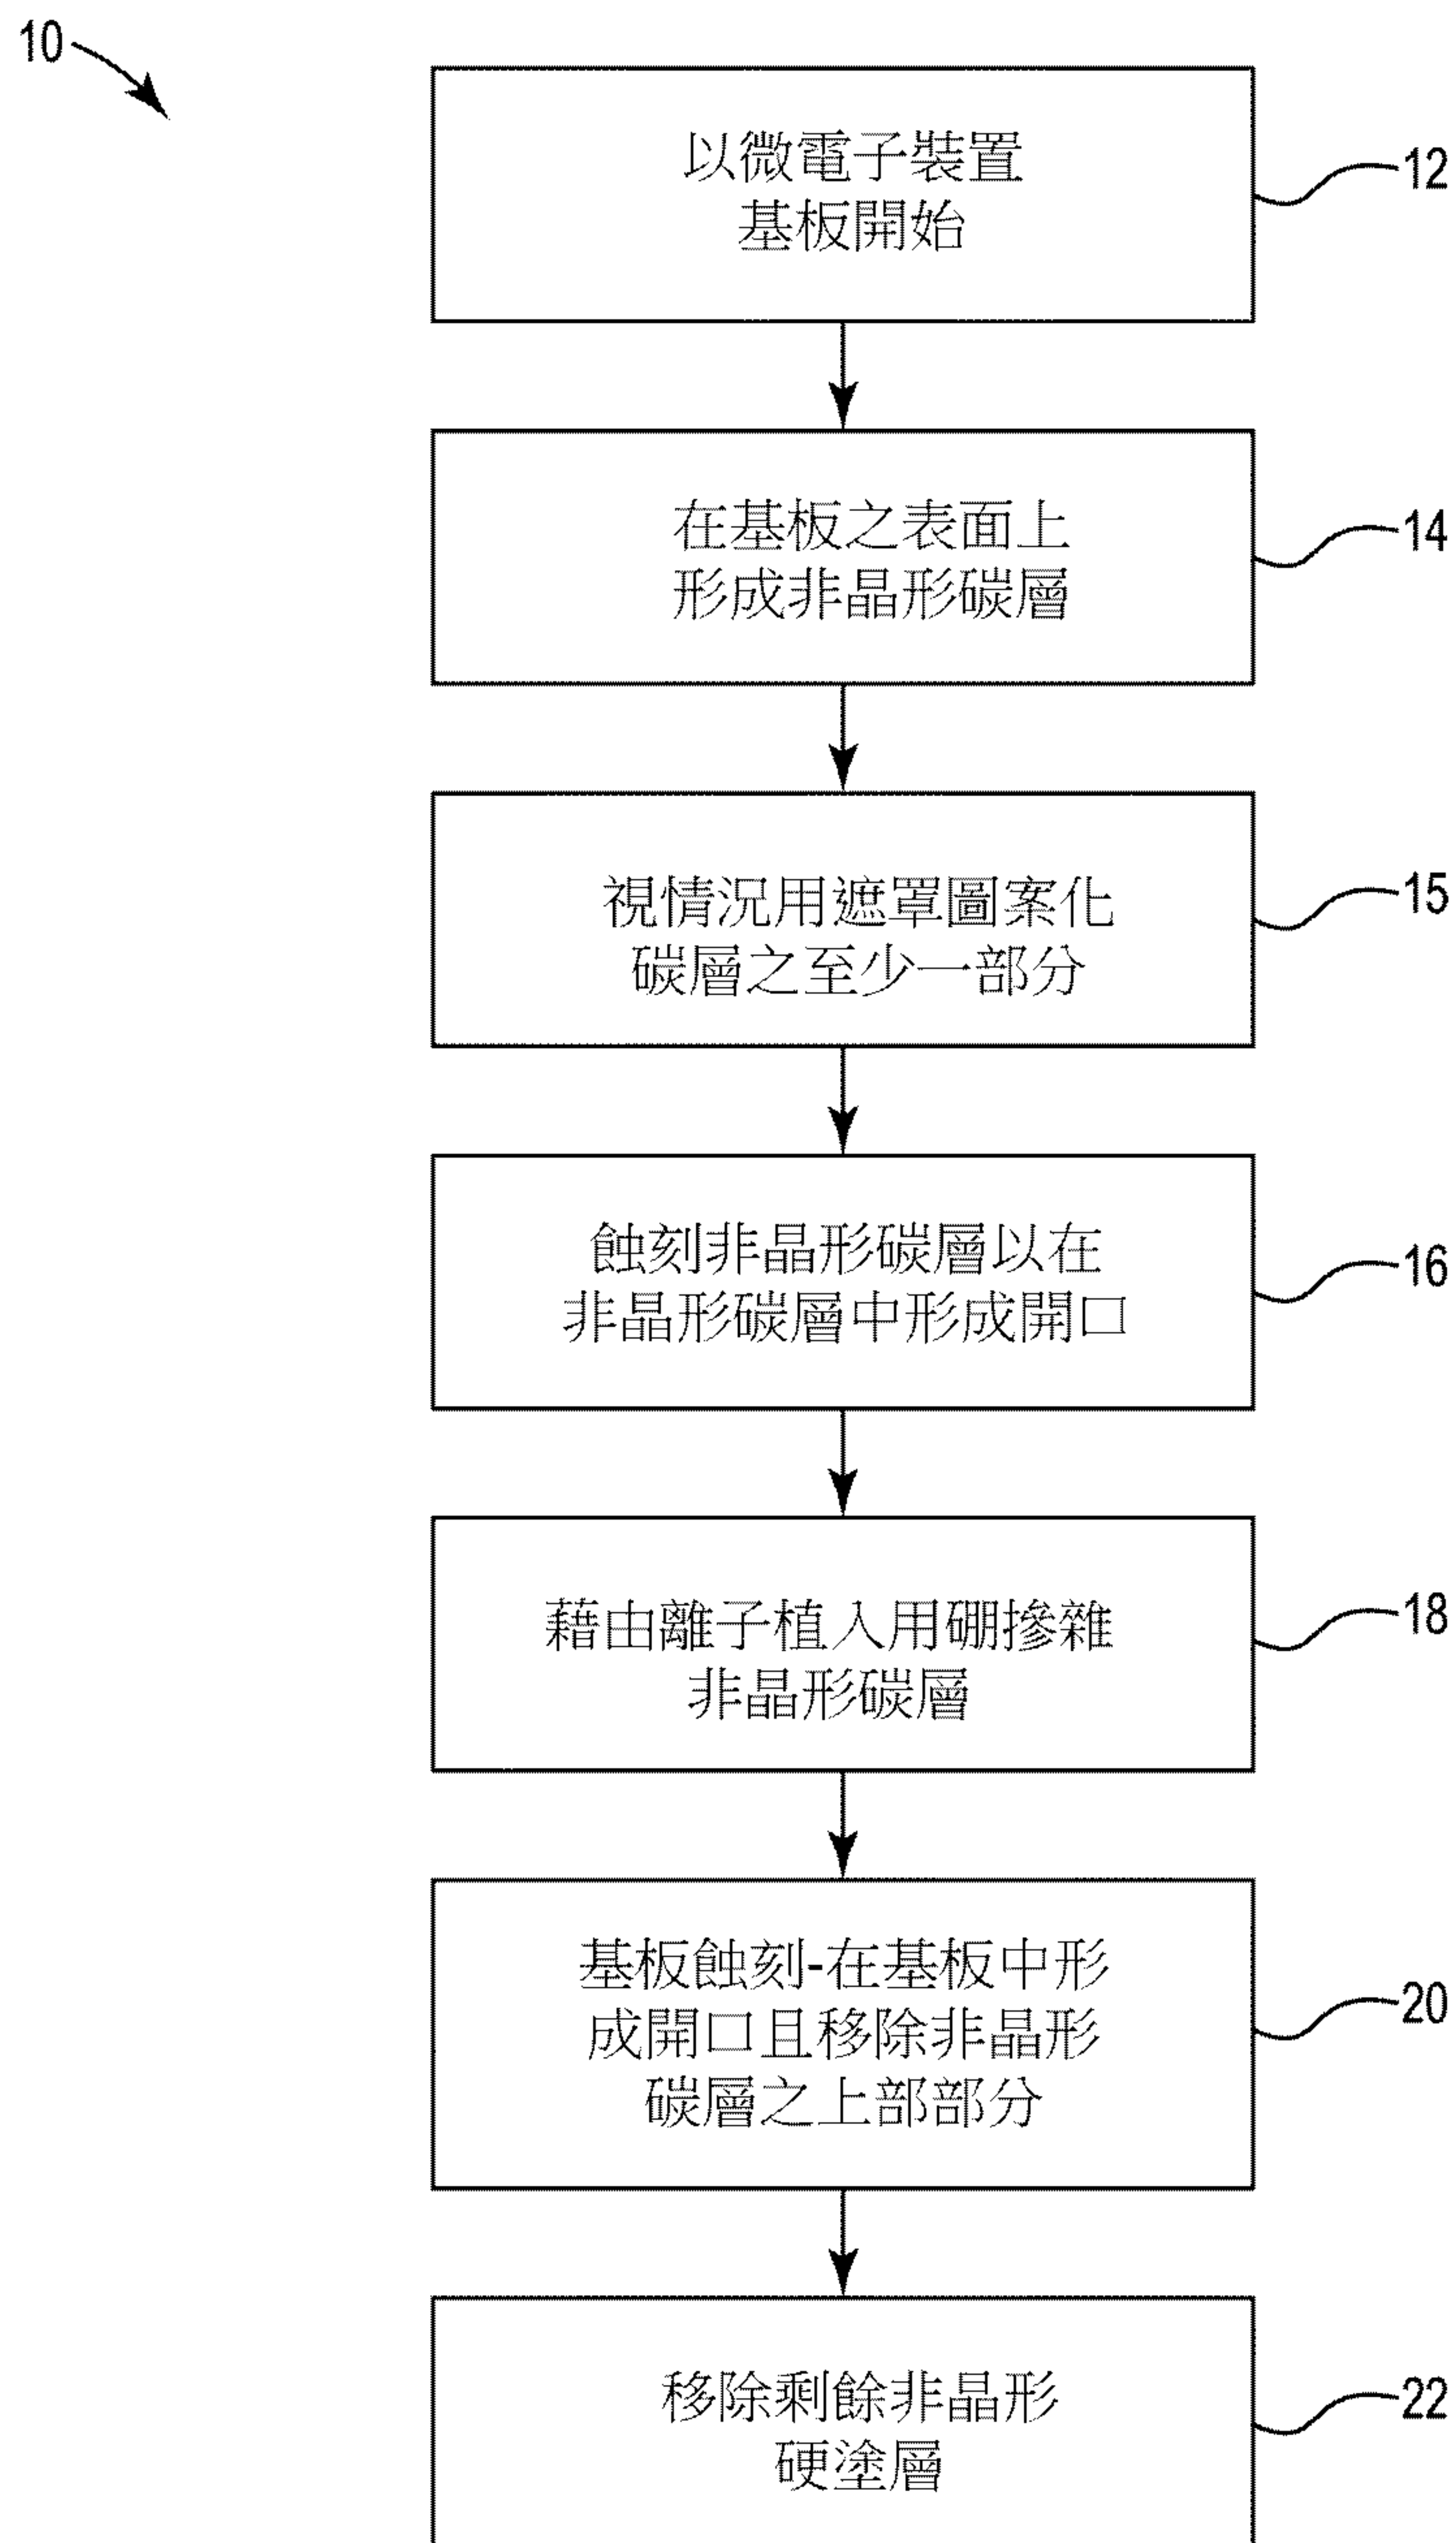 10
以微電子裝置
基板開始
12
在基板之表面上
形成非晶形碳層
14
視情況用遮罩圖案化
碳層之至少一部分
15
蝕刻非晶形碳層以在
非晶形碳層中形成開口
16
藉由離子植入用硼摻雜
非晶形碳層
18
基板蝕刻-在基板中形
成開口且移除非晶形
碳層之上部部分
20
移除剩餘非晶形
硬塗層
22